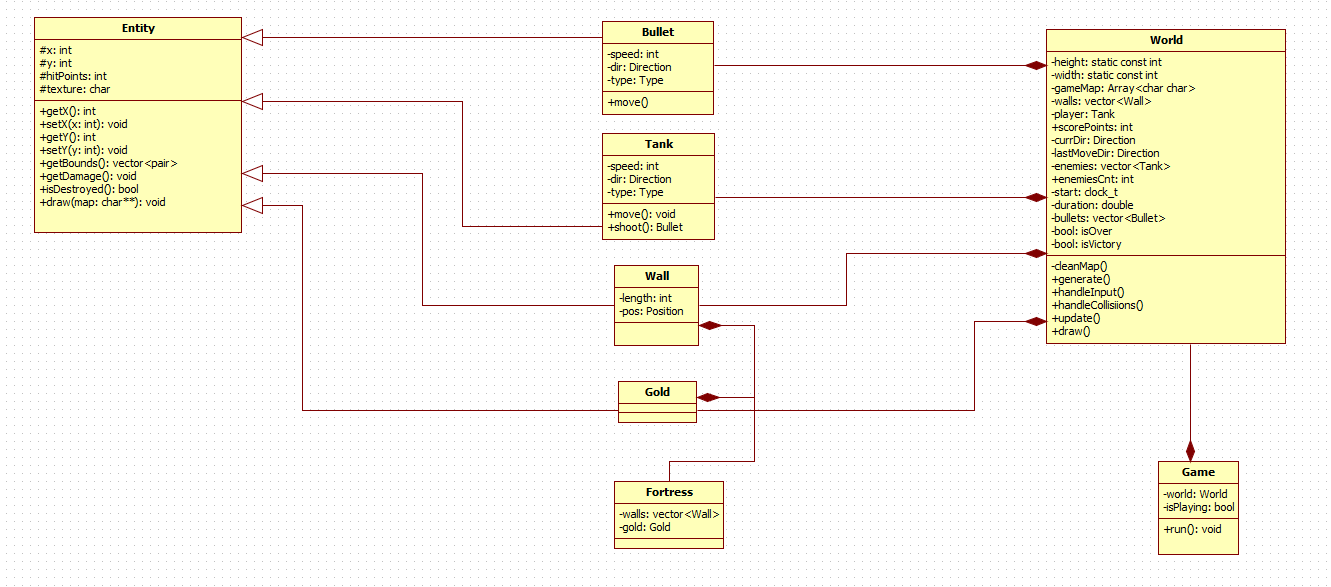 Entity
#x: int
#y: int
#hitPoints: int
#texture: char
+getX(): int
+setX(x: int): void
+getY(): int
+setY(y: int): void
+getBounds(): vector<pair>
+getDamage(): void
+isDestroyed(): bool
+draw(map: char**): void
Bullet
-speed: int
-dir: Direction
-type: Type
+move()
Tank
-speed: int
-dir: Direction
-type: Type
+move(): void
+shoot(): Bullet
Wall
-length: int
-pos: Position
Gold
Fortress
-walls: vector<Wall>
-gold: Gold
World
-height: static const int
-width: static const int
-gameMap: Array<char char>
-walls: vector<Wall>
-player: Tank
+scorePoints: int
-currDir: Direction
-lastMoveDir: Direction
-enemies: vector<Tank>
+enemiesCnt: int
-start: clock_t
-duration: double
-bullets: vector<Bullet>
-bool: isOver
-bool: isVictory
-cleanMap()
+generate()
+handleInput()
+handleCollisiions()
+update()
+draw()
Game
-world: World
-isPlaying: bool
+run(): void